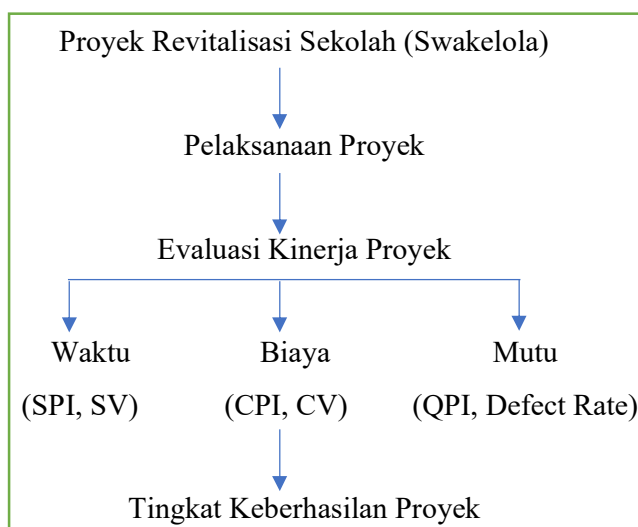 Proyek Revitalisasi Sekolah (Swakelola)
Pelaksanaan Proyek
Evaluasi Kinerja Proyek
Waktu Biaya Mutu
(SPI, SV) (CPI, CV) (QPI, Defect Rate)
Tingkat Keberhasilan Proyek